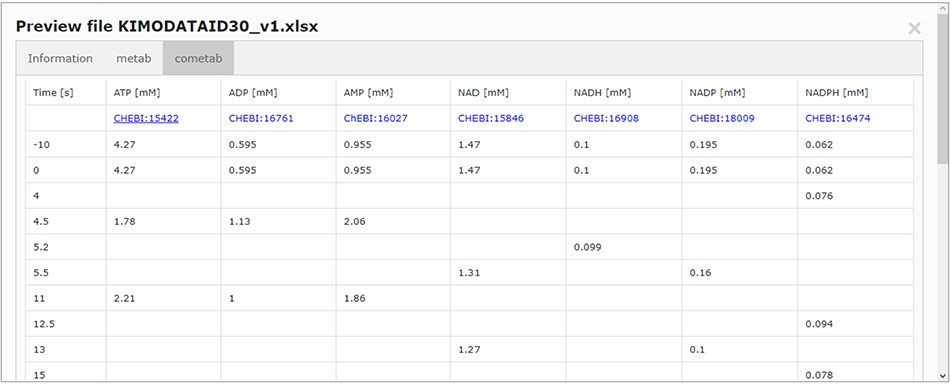 Preview file KIMODATAID30_v1.xlsx ×
Information metab cometab
Time [s] ATP [mM] ADP [mM] AMP [mM] NAD [mM] NADH [mM] NADP [mM] NADPH [mM]
CHEBI:15422 CHEBI:16761 ChEBI:16027 CHEBI:15846 CHEBI:16908 CHEBI:18009 CHEBI:16474
-10 4.27 0.595 0.955 1.47 0.1 0.195 0.062
0 4.27 0.595 0.955 1.47 0.1 0.195 0.062
4 0.076
4.5 1.78 1.13 2.06
5.2 0.099
5.5 1.31 0.16
11 2.21 1 1.86
12.5 0.094
13 1.27 0.1
15 0.078